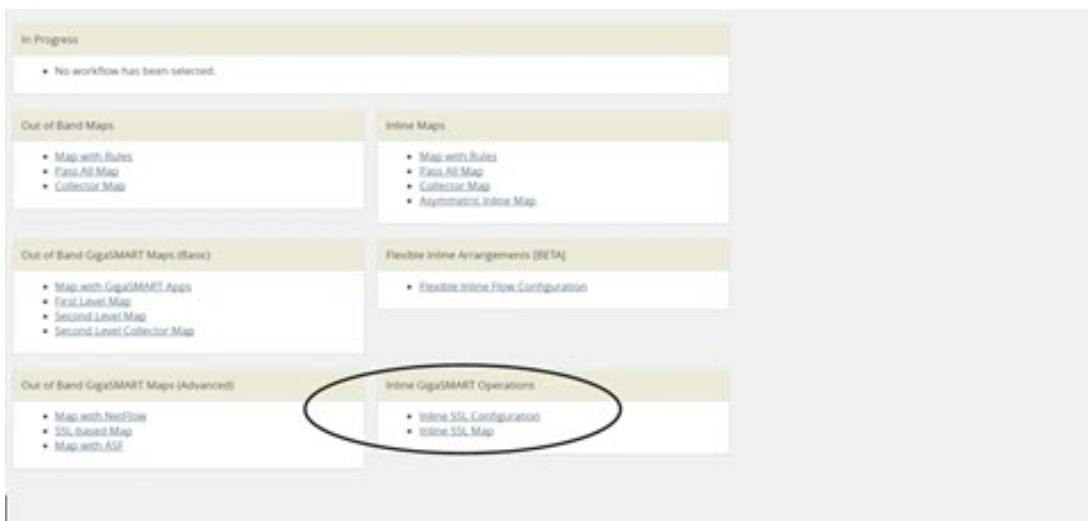 In Progress
No workflow has been selected.
Out of Band Maps
Map with Rules
Pass All Map
Collector Map
Inline Maps
Map with Rules
Pass All Map
Collector Map
Asymmetric Inline Map
Out of Band GigaSMART Maps (Basic)
Map with GigaSMART Apps
First Level Map
Second Level Map
Second Level Collector Map
Flexible Inline Arrangements [BETA]
Flexible Inline Flow Configuration
Out of Band GigaSMART Maps (Advanced)
Map with NetFlow
SSL-based Map
Map with ASF
Inline GigaSMART Operations
Inline SSL Configuration
Inline SSL Map